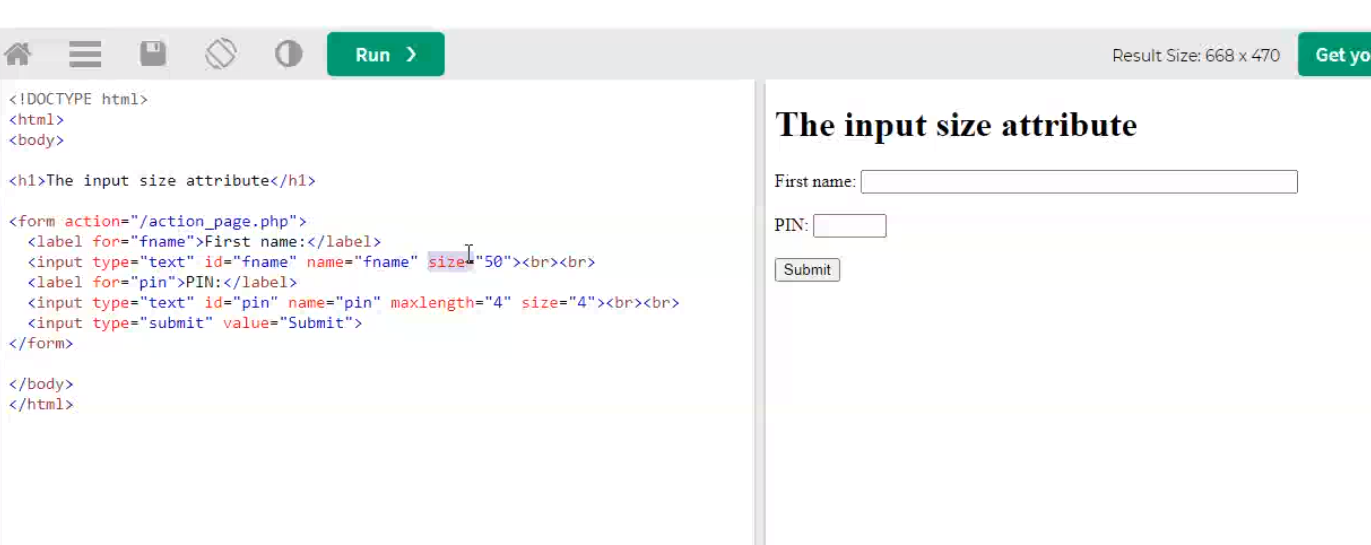 Run ❯
Result Size: 668 x 470
Get yo
<!DOCTYPE html>
<html>
<body>
<h1>The input size attribute</h1>
<form action="/action_page.php">
<label for="fname">First name:</label>
<input type="text" id="fname" name="fname" size="50"><br><br>
<label for="pin">PIN:</label>
<input type="text" id="pin" name="pin" maxlength="4" size="4"><br><br>
<input type="submit" value="Submit">
</form>
</body>
</html>
The input size attribute
First name:
PIN:
Submit